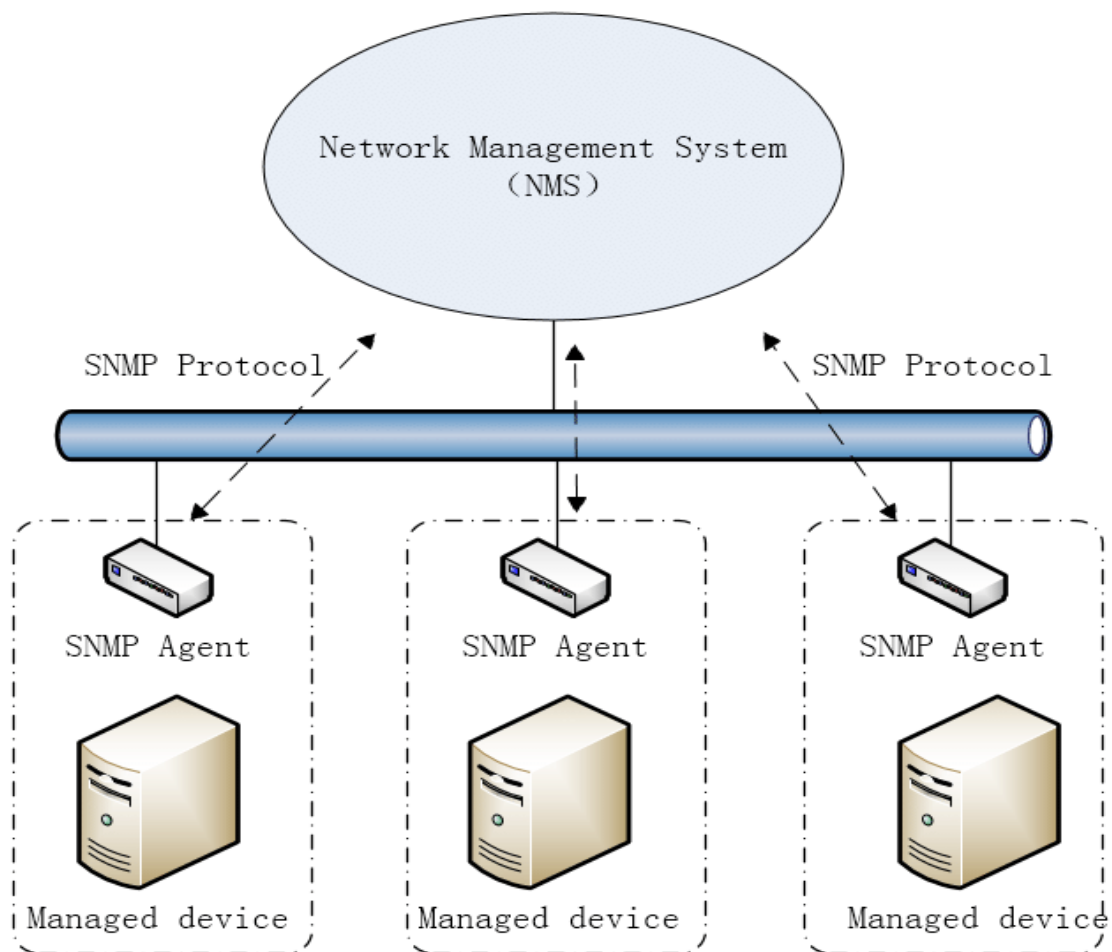 Network Management System
（NMS）
SNMP Protocol
SNMP Protocol
SNMP Agent
SNMP Agent
SNMP Agent
Managed device
Managed device
Managed device